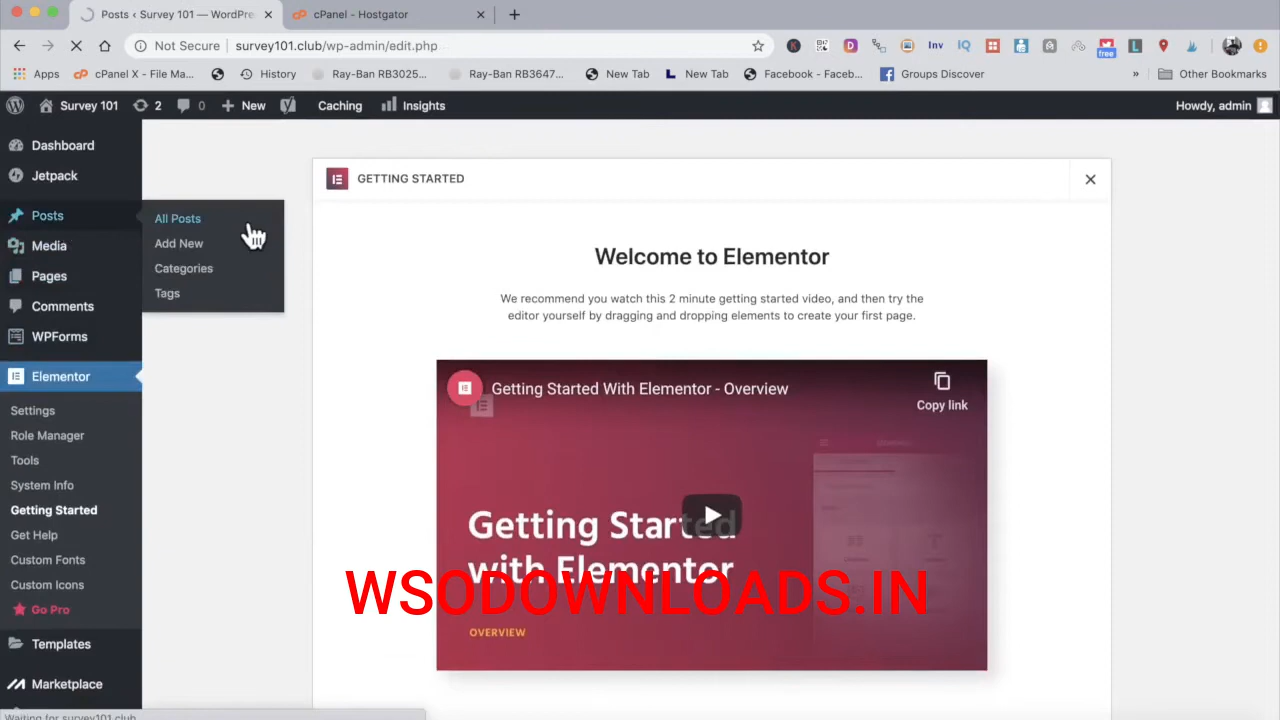 Posts ‹ Survey 101 — WordPre
cPanel - Hostgator
Not Secure
survey101.club/wp-admin/edit.php
Inv
IQ
free
Apps
cPanel X - File Ma...
History
Ray-Ban RB3025...
Ray-Ban RB3647...
New Tab
New Tab
Facebook - Faceb...
Groups Discover
»
Other Bookmarks
Survey 101
2
0
New
Caching
Insights
Howdy, admin
Dashboard
Jetpack
Posts
Media
Pages
Comments
WPForms
Elementor
Settings
Role Manager
Tools
System Info
Getting Started
Get Help
Custom Fonts
Custom Icons
Go Pro
Templates
Marketplace
All Posts
Add New
Categories
Tags
GETTING STARTED
Welcome to Elementor
We recommend you watch this 2 minute getting started video, and then try the
editor yourself by dragging and dropping elements to create your first page.
Getting Started With Elementor - Overview
Copy link
Getting Started
with Elementor
WSODOWNLOADS.IN
OVERVIEW
Waiting for survey101.club